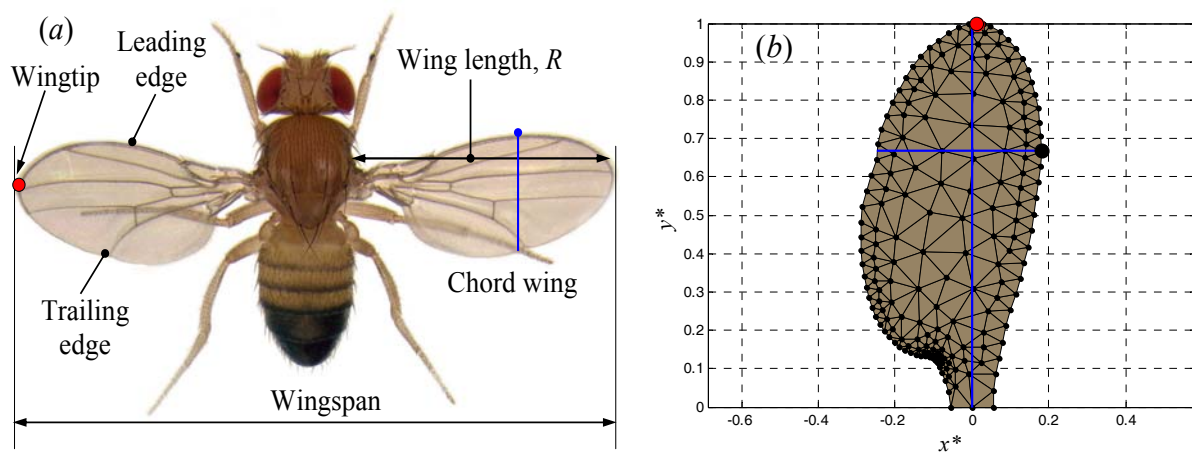 (a)
Leading
edge
Wingtip
Wing length, R
Trailing
edge
Chord wing
Wingspan
(b)
1
0.9
0.8
0.7
0.6
0.5
0.4
0.3
0.2
0.1
0
y*
-0.6
-0.4
-0.2
0
0.2
0.4
x*